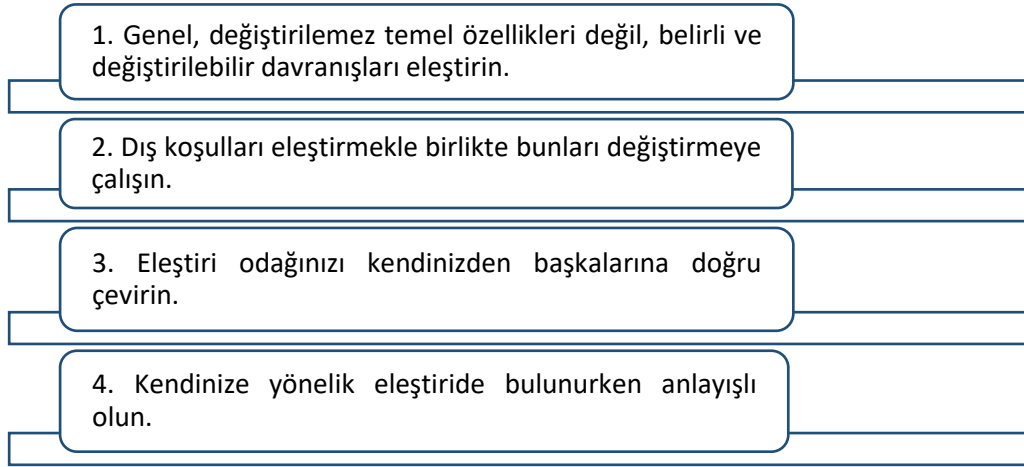 1. Genel, değiştirilemez temel özellikleri değil, belirli ve
değiştirilebilir davranışları eleştirin.
2. Dış koşulları eleştirmekle birlikte bunları değiştirmeye
çalışın.
3. Eleştiri odağınızı kendinizden başkalarına doğru
çevirin.
4. Kendinize yönelik eleştiride bulunurken anlayışlı
olun.